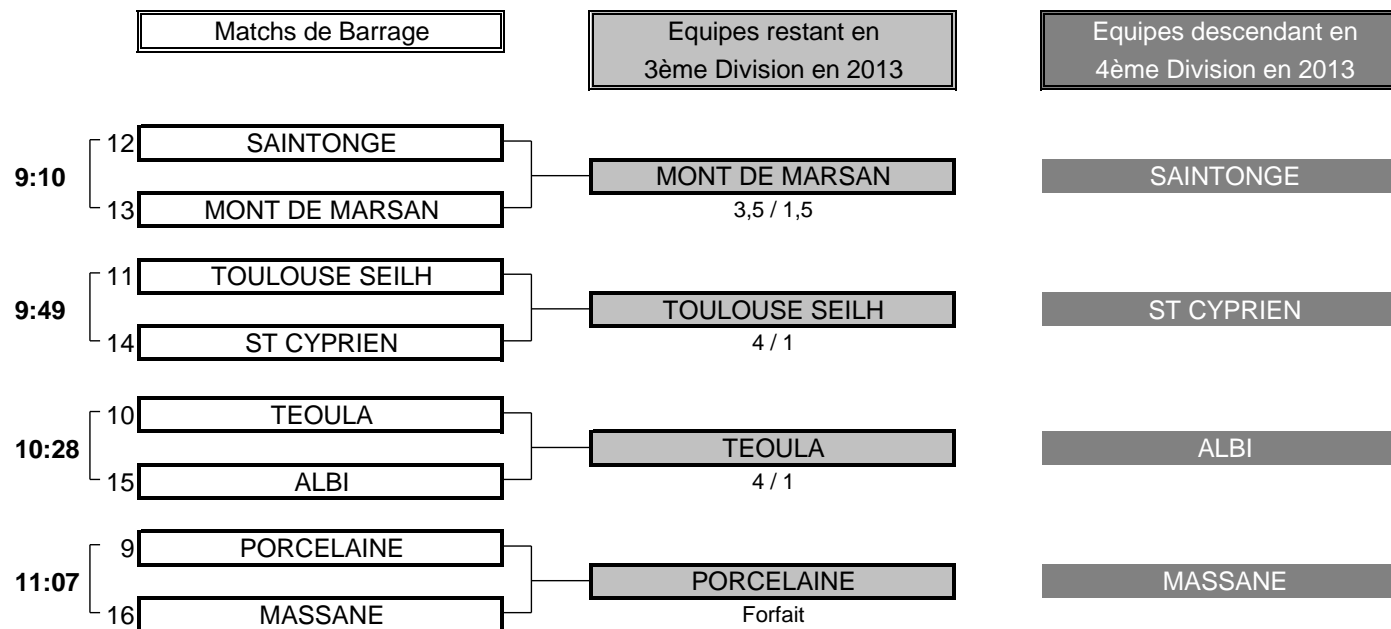 Matchs de Barrage
Equipes restant en
3ème Division en 2013
Equipes descendant en
4ème Division en 2013
12 SAINTONGE
9:10 MONT DE MARSAN SAINTONGE
13 MONT DE MARSAN 3,5 / 1,5
11 TOULOUSE SEILH
9:49 TOULOUSE SEILH ST CYPRIEN
14 ST CYPRIEN 4 / 1
10 TEOULA
10:28 TEOULA ALBI
15 ALBI 4 / 1
9 PORCELAINE
11:07 PORCELAINE MASSANE
16 MASSANE Forfait